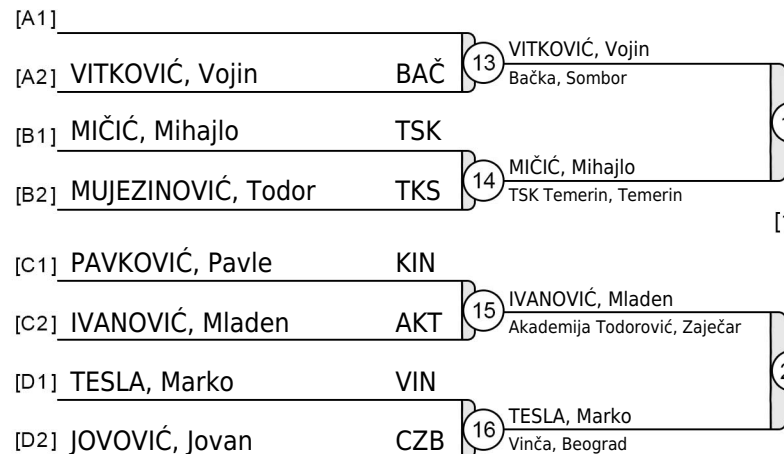 [A1]
13 VITKOVIĆ, Vojin
[A2] VITKOVIĆ, Vojin BAČ
Bačka, Sombor
[B1] MIČIĆ, Mihajlo TSK
14 MIČIĆ, Mihajlo
[B2] MUJEZINOVIĆ, Todor TKS
TSK Temerin, Temerin
[C1] PAVKOVIĆ, Pavle KIN
15 IVANOVIĆ, Mladen
[C2] IVANOVIĆ, Mladen AKT
Akademija Todorović, Zaječar
[D1] TESLA, Marko VIN
16 TESLA, Marko
[D2] JOVOVIĆ, Jovan CZB
Vinča, Beograd